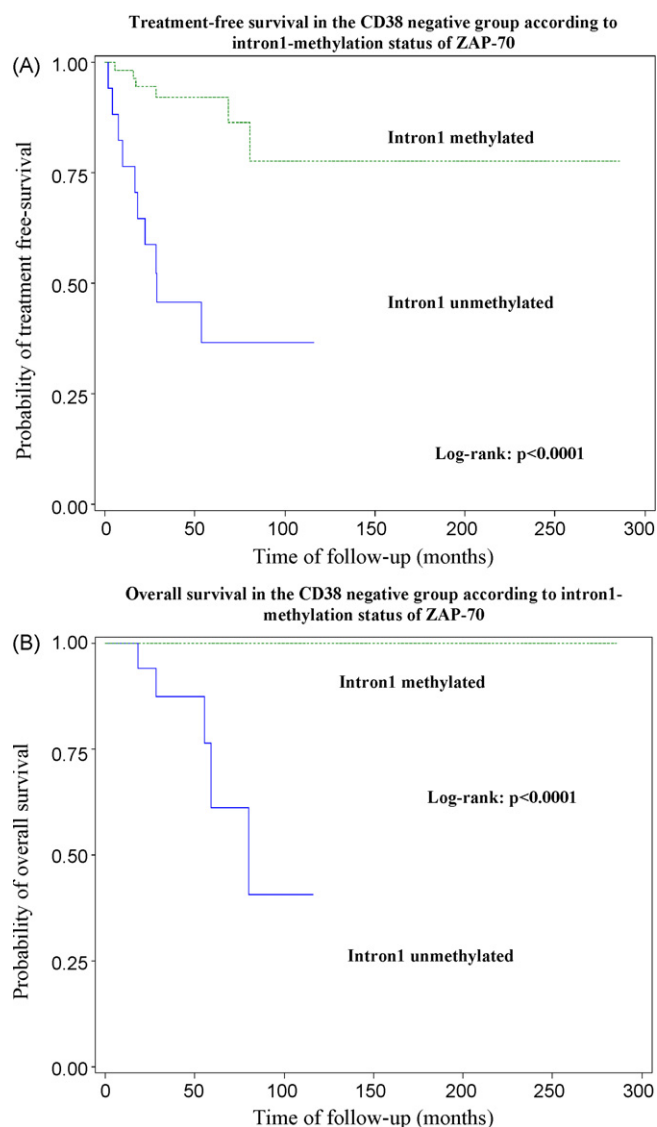 Treatment-free survival in the CD38 negative group according to
intron1-methylation status of ZAP-70
(A)
1.00
Intron1 methylated
0.75
Probability of treatment free-survival
0.50
Intron1 unmethylated
0.25
Log-rank: p<0.0001
0.00
0 50 100 150 200 250 300
Time of follow-up (months)
Overall survival in the CD38 negative group according to intron1-
methylation status of ZAP-70
(B)
1.00
Intron1 methylated
0.75
Log-rank: p<0.0001
Probability of overall survival
0.50
Intron1 unmethylated
0.25
0.00
0 50 100 150 200 250 300
Time of follow-up (months)